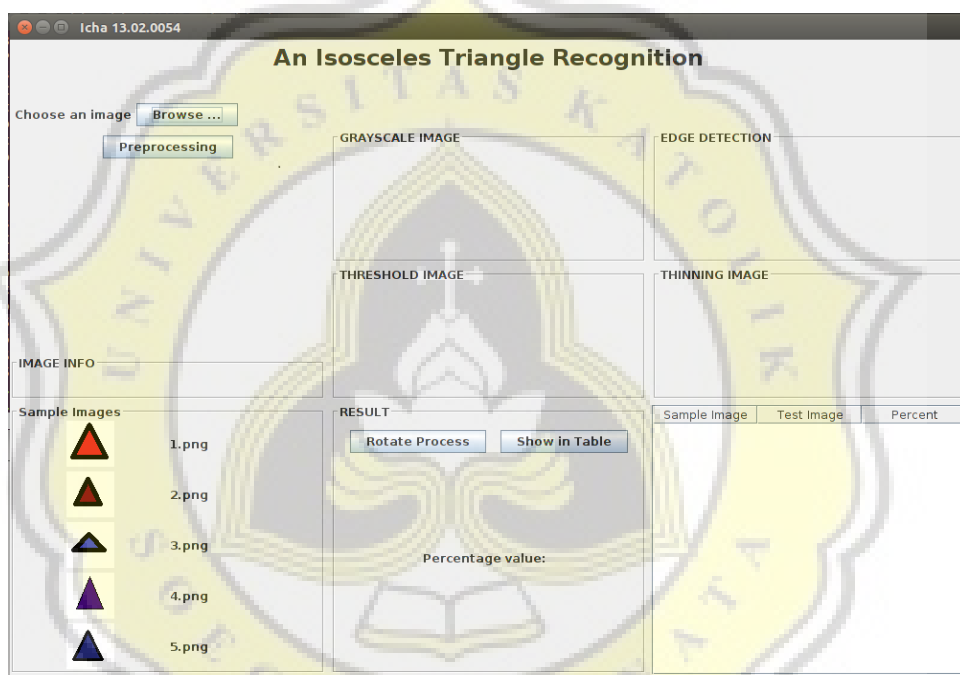 Icha 13.02.0054
An Isosceles Triangle Recognition
Choose an image Browse ...
Preprocessing
GRAYSCALE IMAGE
EDGE DETECTION
THRESHOLD IMAGE
THINNING IMAGE
IMAGE INFO
Sample Images
1.png
2.png
3.png
4.png
5.png
RESULT
Rotate Process Show in Table
Percentage value:
Sample Image Test Image Percent
UNIVERSITAS KATOLIK